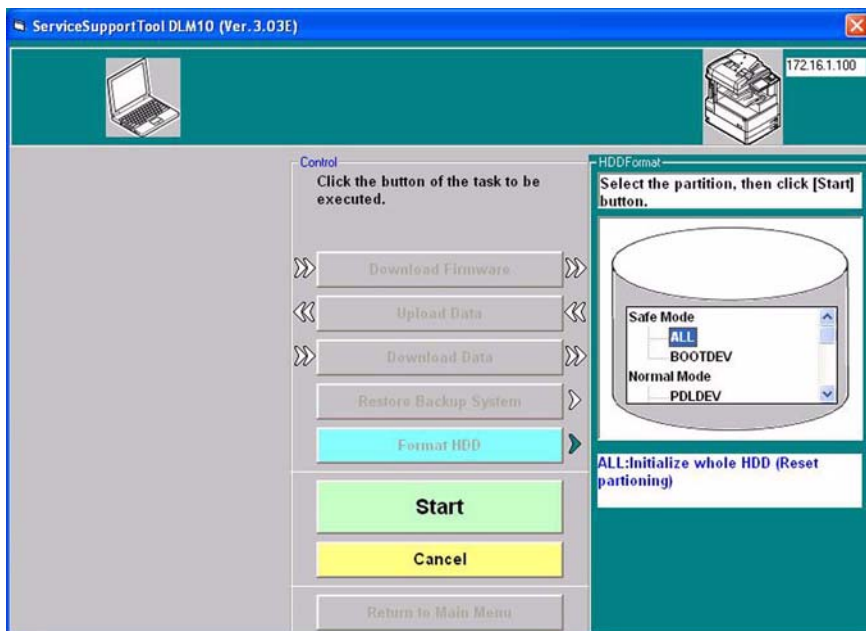 ServiceSupportTool DLM10 (Ver.3.03E)
172.16.1.100
Control
Click the button of the task to be
executed.
Download Firmware
Upload Data
Download Data
Restore Backup System
Format HDD
Start
Cancel
Return to Main Menu
HDDFormat
Select the partition, then click [Start]
button.
Safe Mode
ALL
BOOTDEV
Normal Mode
PDLDEV
ALL:Initialize whole HDD (Reset
partioning)